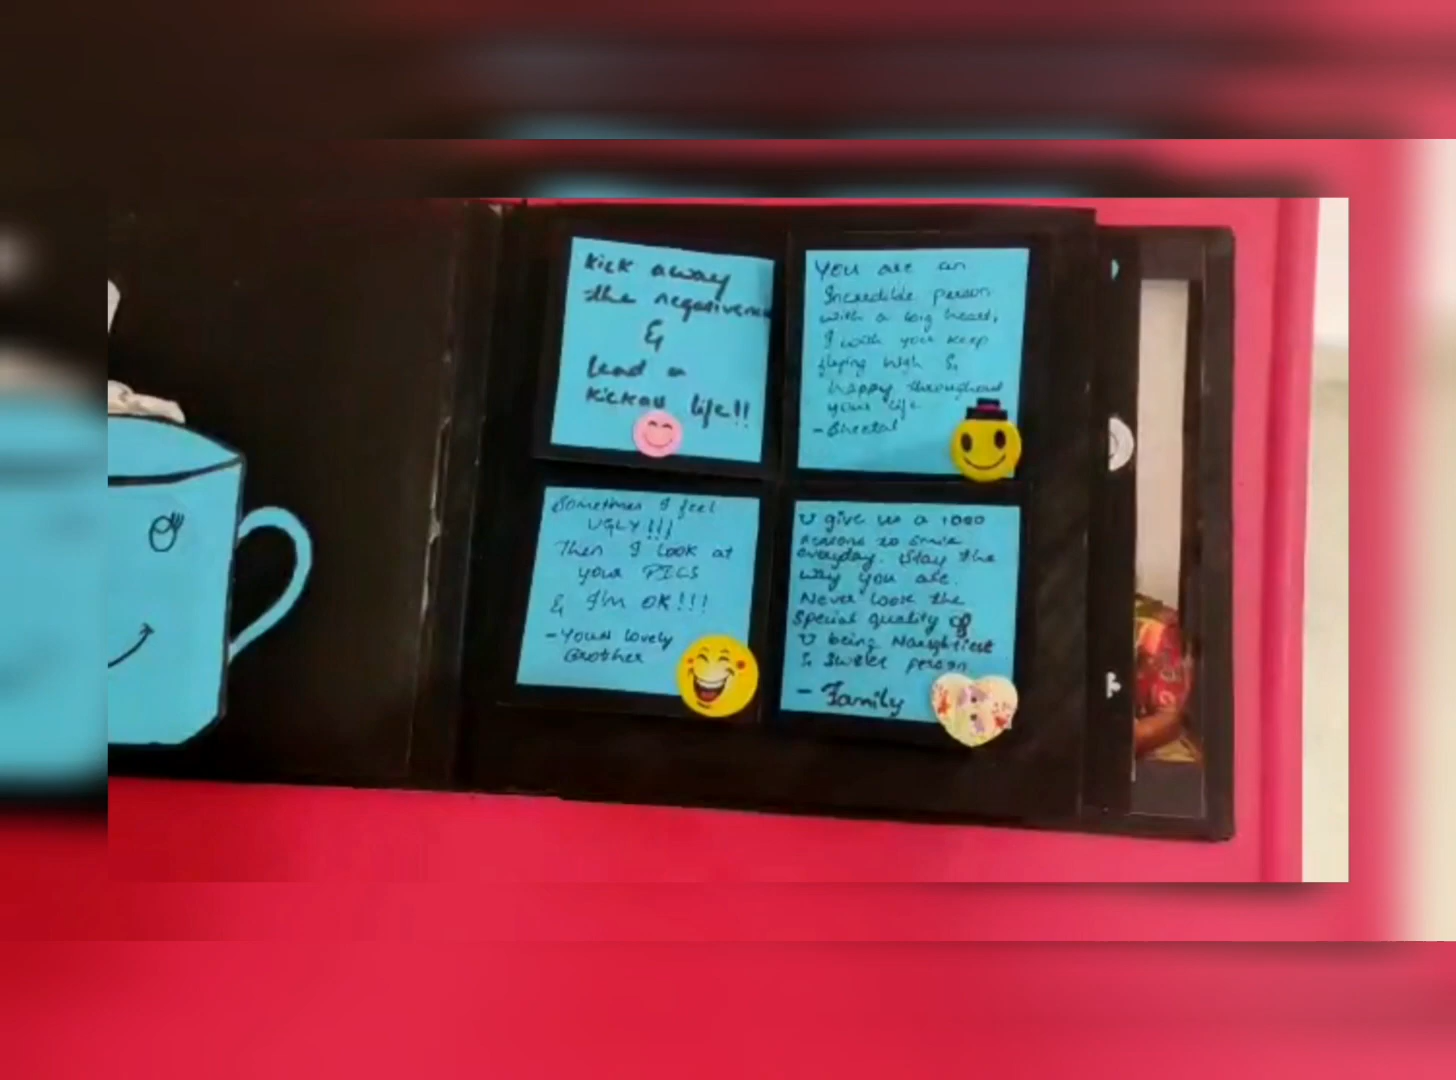 Kick away
the negativeness
&
lead a
kickass life!!
You are an
Incredible person
with a big heart,
I wish you keep
flying high &
happy throughout
your life
- Sheetal
Sometimes I feel
UGLY!!!
Then I look at
your PICS
& I'm OK!!!
- Your lovely
Brother
U give us a 1000
reasons to smile
everyday. Stay the
way you are.
Never loose the
special quality of
U being Naughtiest
& sweet person
- Family